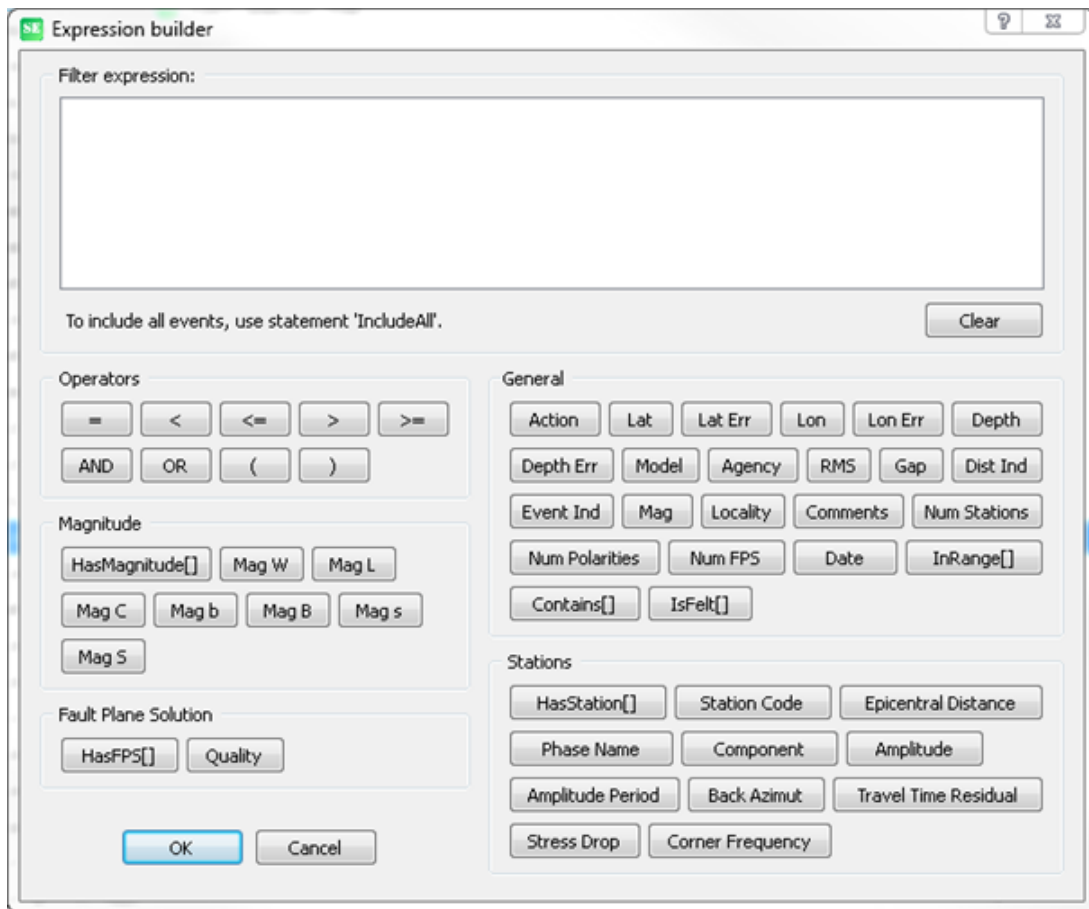 SE Expression builder
Filter expression:
To include all events, use statement 'IncludeAll'.
Clear
Operators
= < <= > >=
AND OR ( )
Magnitude
HasMagnitude[] Mag W Mag L
Mag C Mag b Mag B Mag s
Mag S
Fault Plane Solution
HasFPS[] Quality
OK Cancel
General
Action Lat Lat Err Lon Lon Err Depth
Depth Err Model Agency RMS Gap Dist Ind
Event Ind Mag Locality Comments Num Stations
Num Polarities Num FPS Date InRange[]
Contains[] IsFelt[]
Stations
HasStation[] Station Code Epicentral Distance
Phase Name Component Amplitude
Amplitude Period Back Azimut Travel Time Residual
Stress Drop Corner Frequency